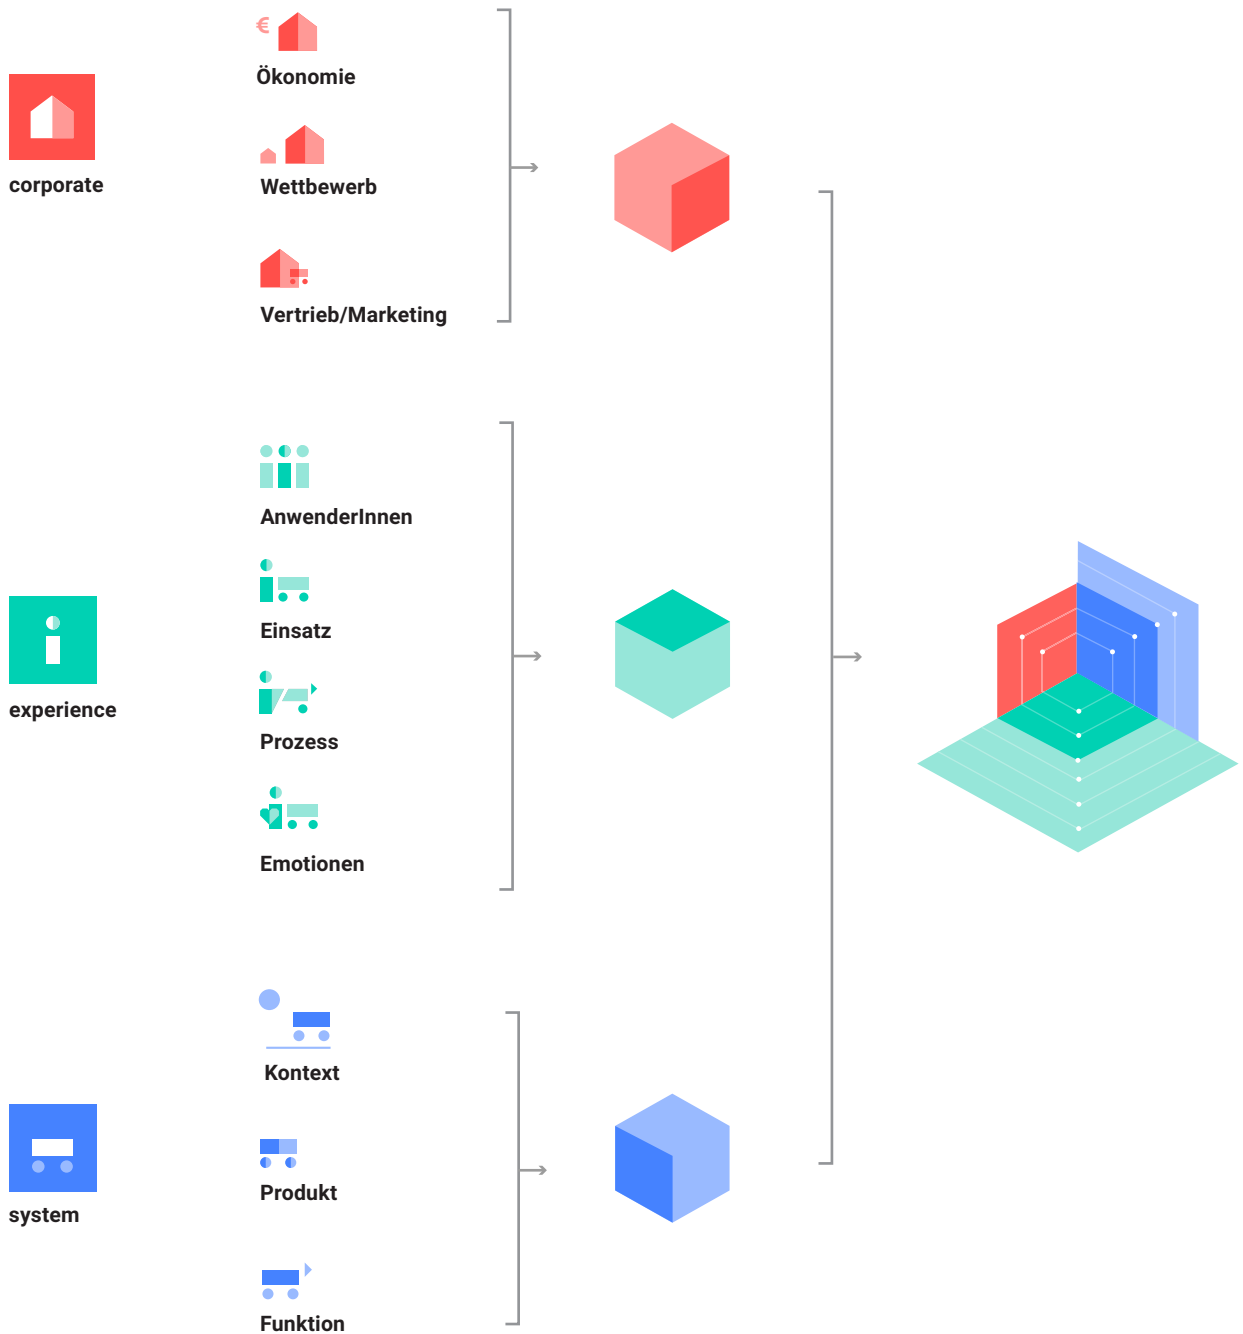 €
Ökonomie
corporate
Wettbewerb
Vertrieb/Marketing
AnwenderInnen
Einsatz
experience
Prozess
Emotionen
Kontext
system
Produkt
Funktion